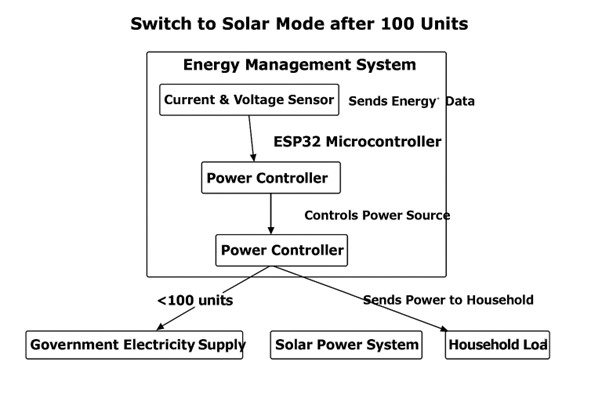 Switch to Solar Mode after 100 Units
Energy Management System
Current & Voltage Sensor
Sends Energy Data
ESP32 Microcontroller
Power Controller
Controls Power Source
Power Controller
<100 units
Sends Power to Household
Government Electricity Supply
Solar Power System
Household Load